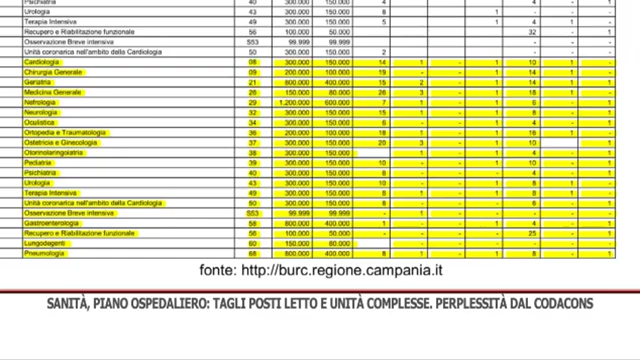 Psichiatria 40 300.000 150.000 4 - - - 4 - 1
Urologia 43 300.000 150.000 8 1 - - 1
Terapia Intensiva 49 300.000 150.000 5 1 4 1 -
Recupero e Riabilitazione funzionale 56 100.000 50.000 32 - 1
Osservazione Breve intensiva S53 99.999 99.999 - - -
Unità coronarica nell'ambito della Cardiologia 50 300.000 150.000 2 - - -
Cardiologia 08 300.000 150.000 14 1 - 1 10 1 -
Chirurgia Generale 09 200.000 100.000 19 - - 1 14 1 -
Geriatria 21 800.000 400.000 15 2 - 1 14 - 1
Medicina Generale 26 150.000 80.000 26 3 - 1 18 - 1
Nefrologia 29 1.200.000 600.000 7 1 - 1 6 - 1
Neurologia 32 300.000 150.000 15 1 - 1 8 - 1
Oculistica 34 300.000 150.000 6 - - 1 4 - 1
Ortopedia e Traumatologia 36 200.000 100.000 18 1 - 1 16 1 -
Ostetricia e Ginecologia 37 300.000 150.000 20 3 - 1 10 1
Otorinolaringoiatria 38 300.000 150.000 1 - - 4 - 1
Pediatria 39 300.000 150.000 10 - - 1 10 - 1
Psichiatria 40 300.000 150.000 8 - - 1 4 - 1
Urologia 43 300.000 150.000 10 - - 1 8 1 -
Terapia Intensiva 49 300.000 150.000 8 1 - 1 8 1 -
Unità coronarica nell'ambito della Cardiologia 50 300.000 150.000 8 - - - 6 - 1
Osservazione Breve intensiva S53 99.999 99.999 - 1 - - - - -
Gastroenterologia 58 800.000 400.000 1 - - 4 - 1
Recupero e Riabilitazione funzionale 56 100.000 50.000 - - - - 25 - 1
Lungodegenti 60 150.000 80.000 - - - - - -
Pneumologia 68 800.000 400.000 8 1 - 1 8 - 1
fonte: http://burc.regione.campania.it
SANITÀ, PIANO OSPEDALIERO: TAGLI POSTI LETTO E UNITÀ COMPLESSE. PERPLESSITÀ DAL CODACONS